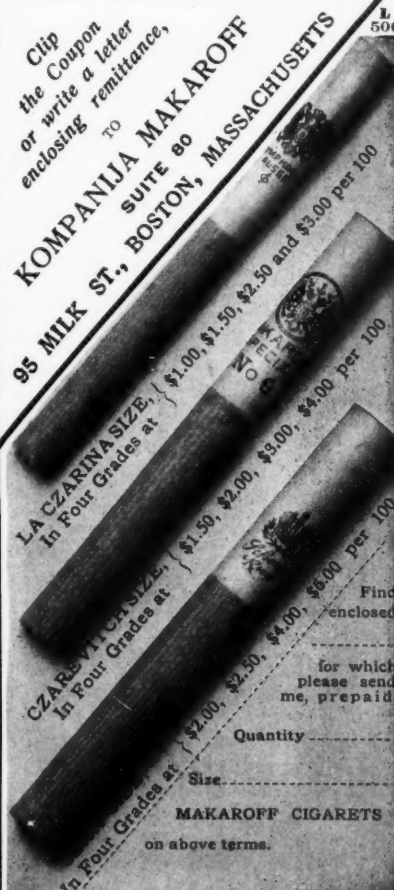 Clip
the Coupon
or write a letter
enclosing remittance,
TO
KOMPANIJA MAKAROFF
SUITE 80
95 MILK ST., BOSTON, MASSACHUSETTS
L
500
LA CZARINA SIZE,
In Four Grades at
$1.00, $1.50, $2.50 and $3.00 per 100
No 6
CZAREVITCH SIZE,
In Four Grades at
$1.50, $2.00, $3.00, $4.00 per 100
In Four Grades at
$2.00, $2.50, $4.00, $6.00 per 100
Find
enclosed
for which
please send
me, prepaid
Quantity
Size
MAKAROFF CIGARETS
on above terms.